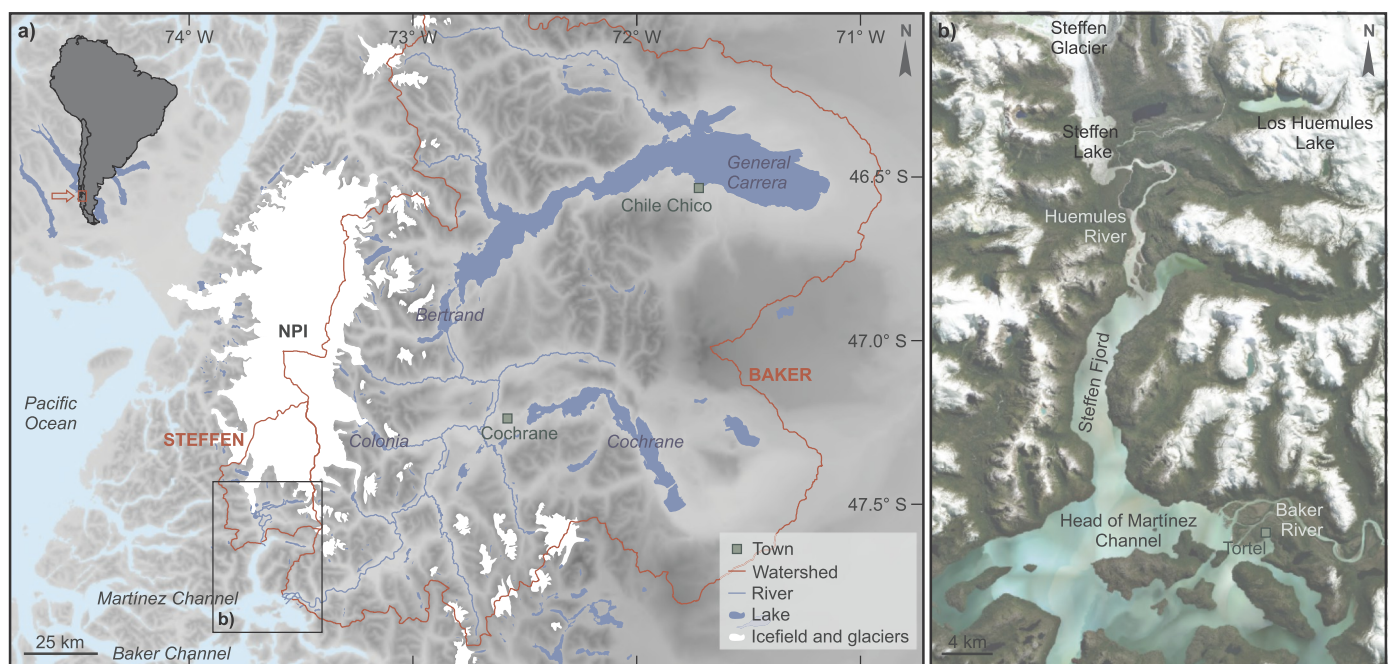 a)
74° W
73° W
72° W
71° W
N
General
Carrera
46.5° S
Chile Chico
Bertrand
NPI
47.0° S
BAKER
Pacific
Ocean
STEFFEN
Colonia
Cochrane
Cochrane
47.5° S
Martínez Channel
b)
25 km
Baker Channel
Town
Watershed
River
Lake
Icefield and glaciers
b)
Steffen
Glacier
N
Steffen
Lake
Los Huemules
Lake
Huemules
River
Steffen Fjord
Head of Martínez
Channel
Baker
River
Tortel
4 km